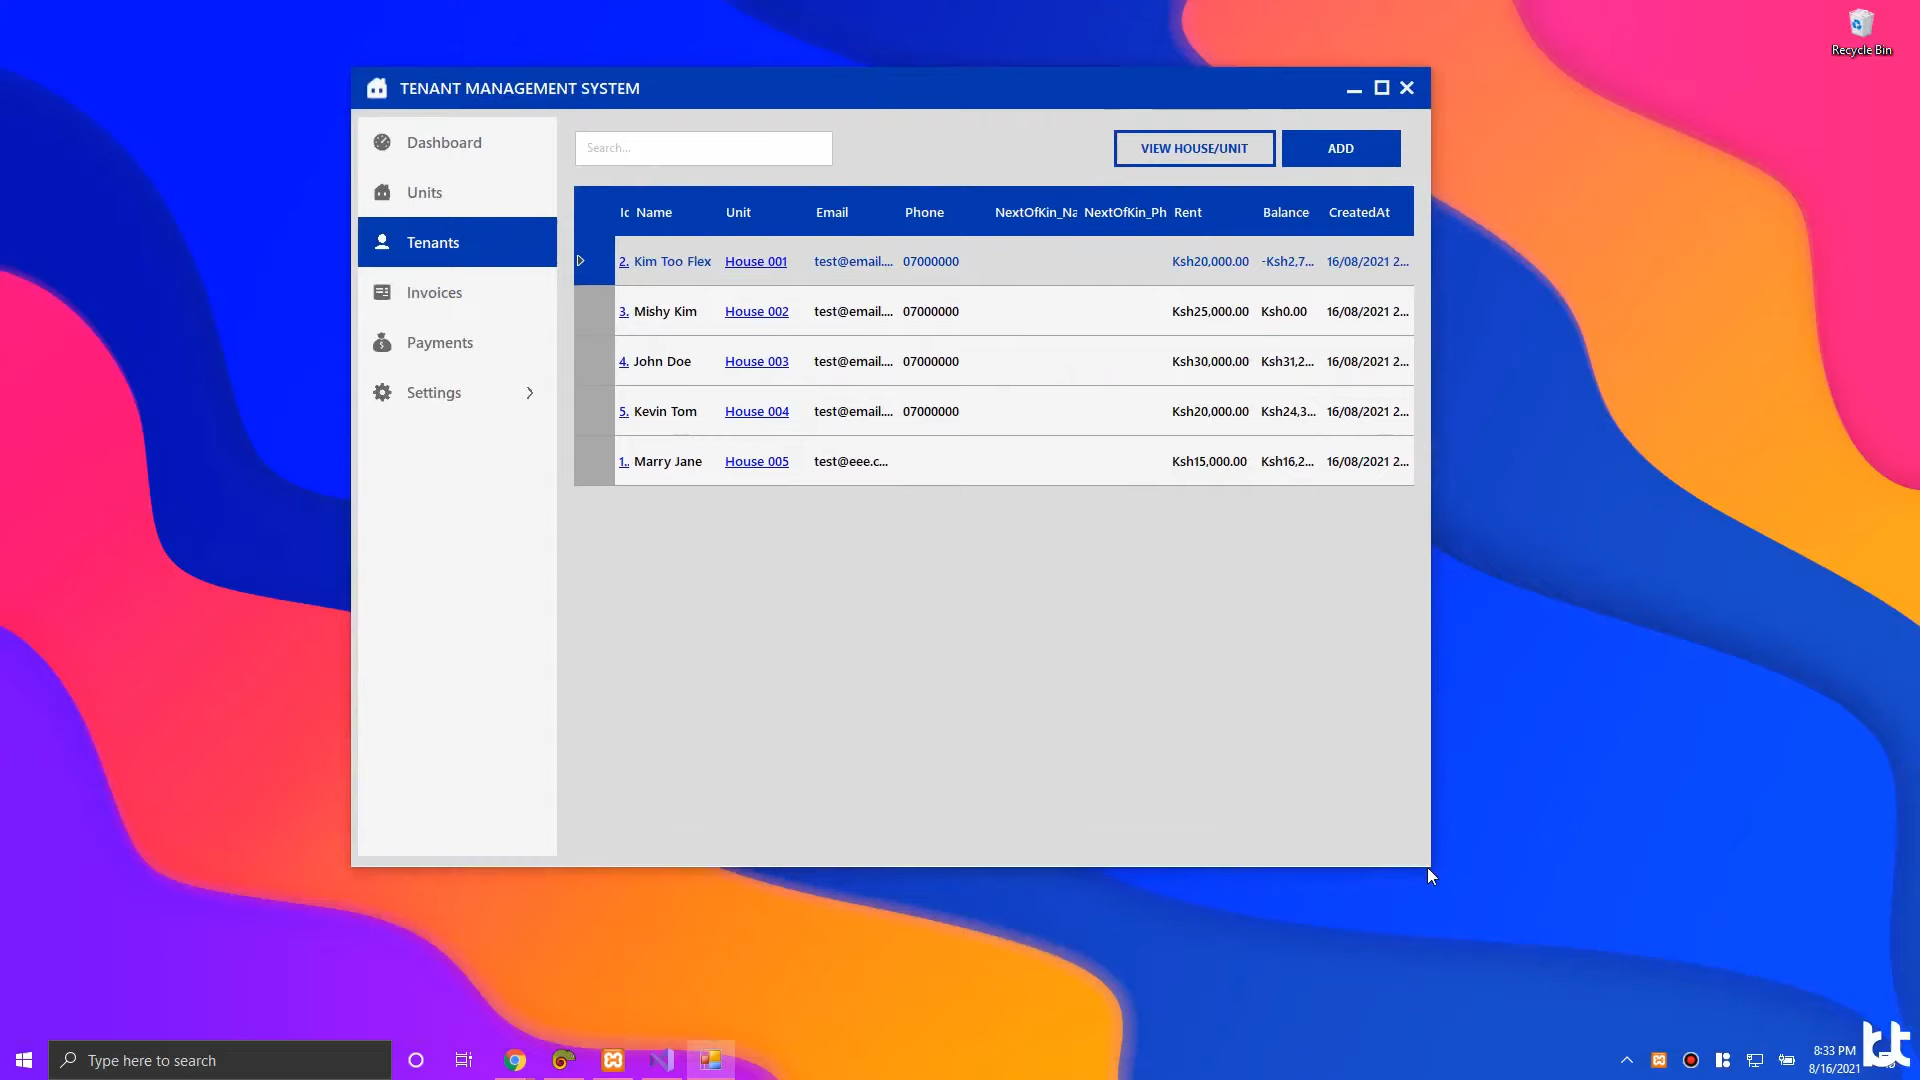 Recycle Bin
TENANT MANAGEMENT SYSTEM
Dashboard
Units
Tenants
Invoices
Payments
Settings
Search...
VIEW HOUSE/UNIT
ADD
Name Unit Email Phone NextOfKin_Na NextOfKin_Ph Rent Balance CreatedAt
2. Kim Too Flex House 001 test@email.... 07000000 Ksh20,000.00 -Ksh2,7... 16/08/2021 2...
3. Mishy Kim House 002 test@email.... 07000000 Ksh25,000.00 Ksh0.00 16/08/2021 2...
4. John Doe House 003 test@email.... 07000000 Ksh30,000.00 Ksh31,2... 16/08/2021 2...
5. Kevin Tom House 004 test@email.... 07000000 Ksh20,000.00 Ksh24,3... 16/08/2021 2...
1.. Marry Jane House 005 test@eee.c... Ksh15,000.00 Ksh16,2... 16/08/2021 2...
Type here to search
8:33 PM
8/16/2021